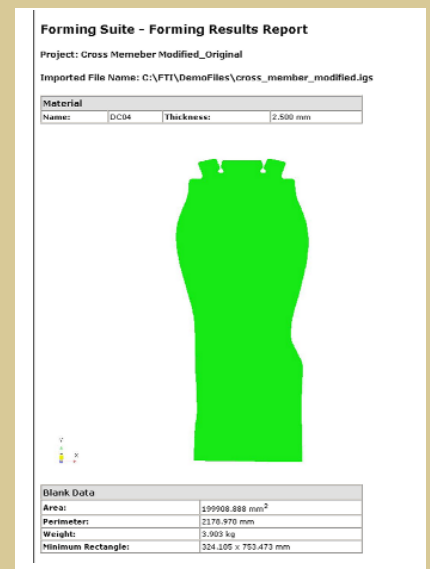 Forming Suite - Forming Results Report
Project: Cross Memeber Modified_Original
Imported File Name: C:\FTI\DemoFiles\cross_member_modified.igs
Material
Name: DC04 Thickness: 2.500 mm
Y
X
Blank Data
Area: 199908.888 mm²
Perimeter: 2178.970 mm
Weight: 3.903 kg
Minimum Rectangle: 324.105 x 753.473 mm